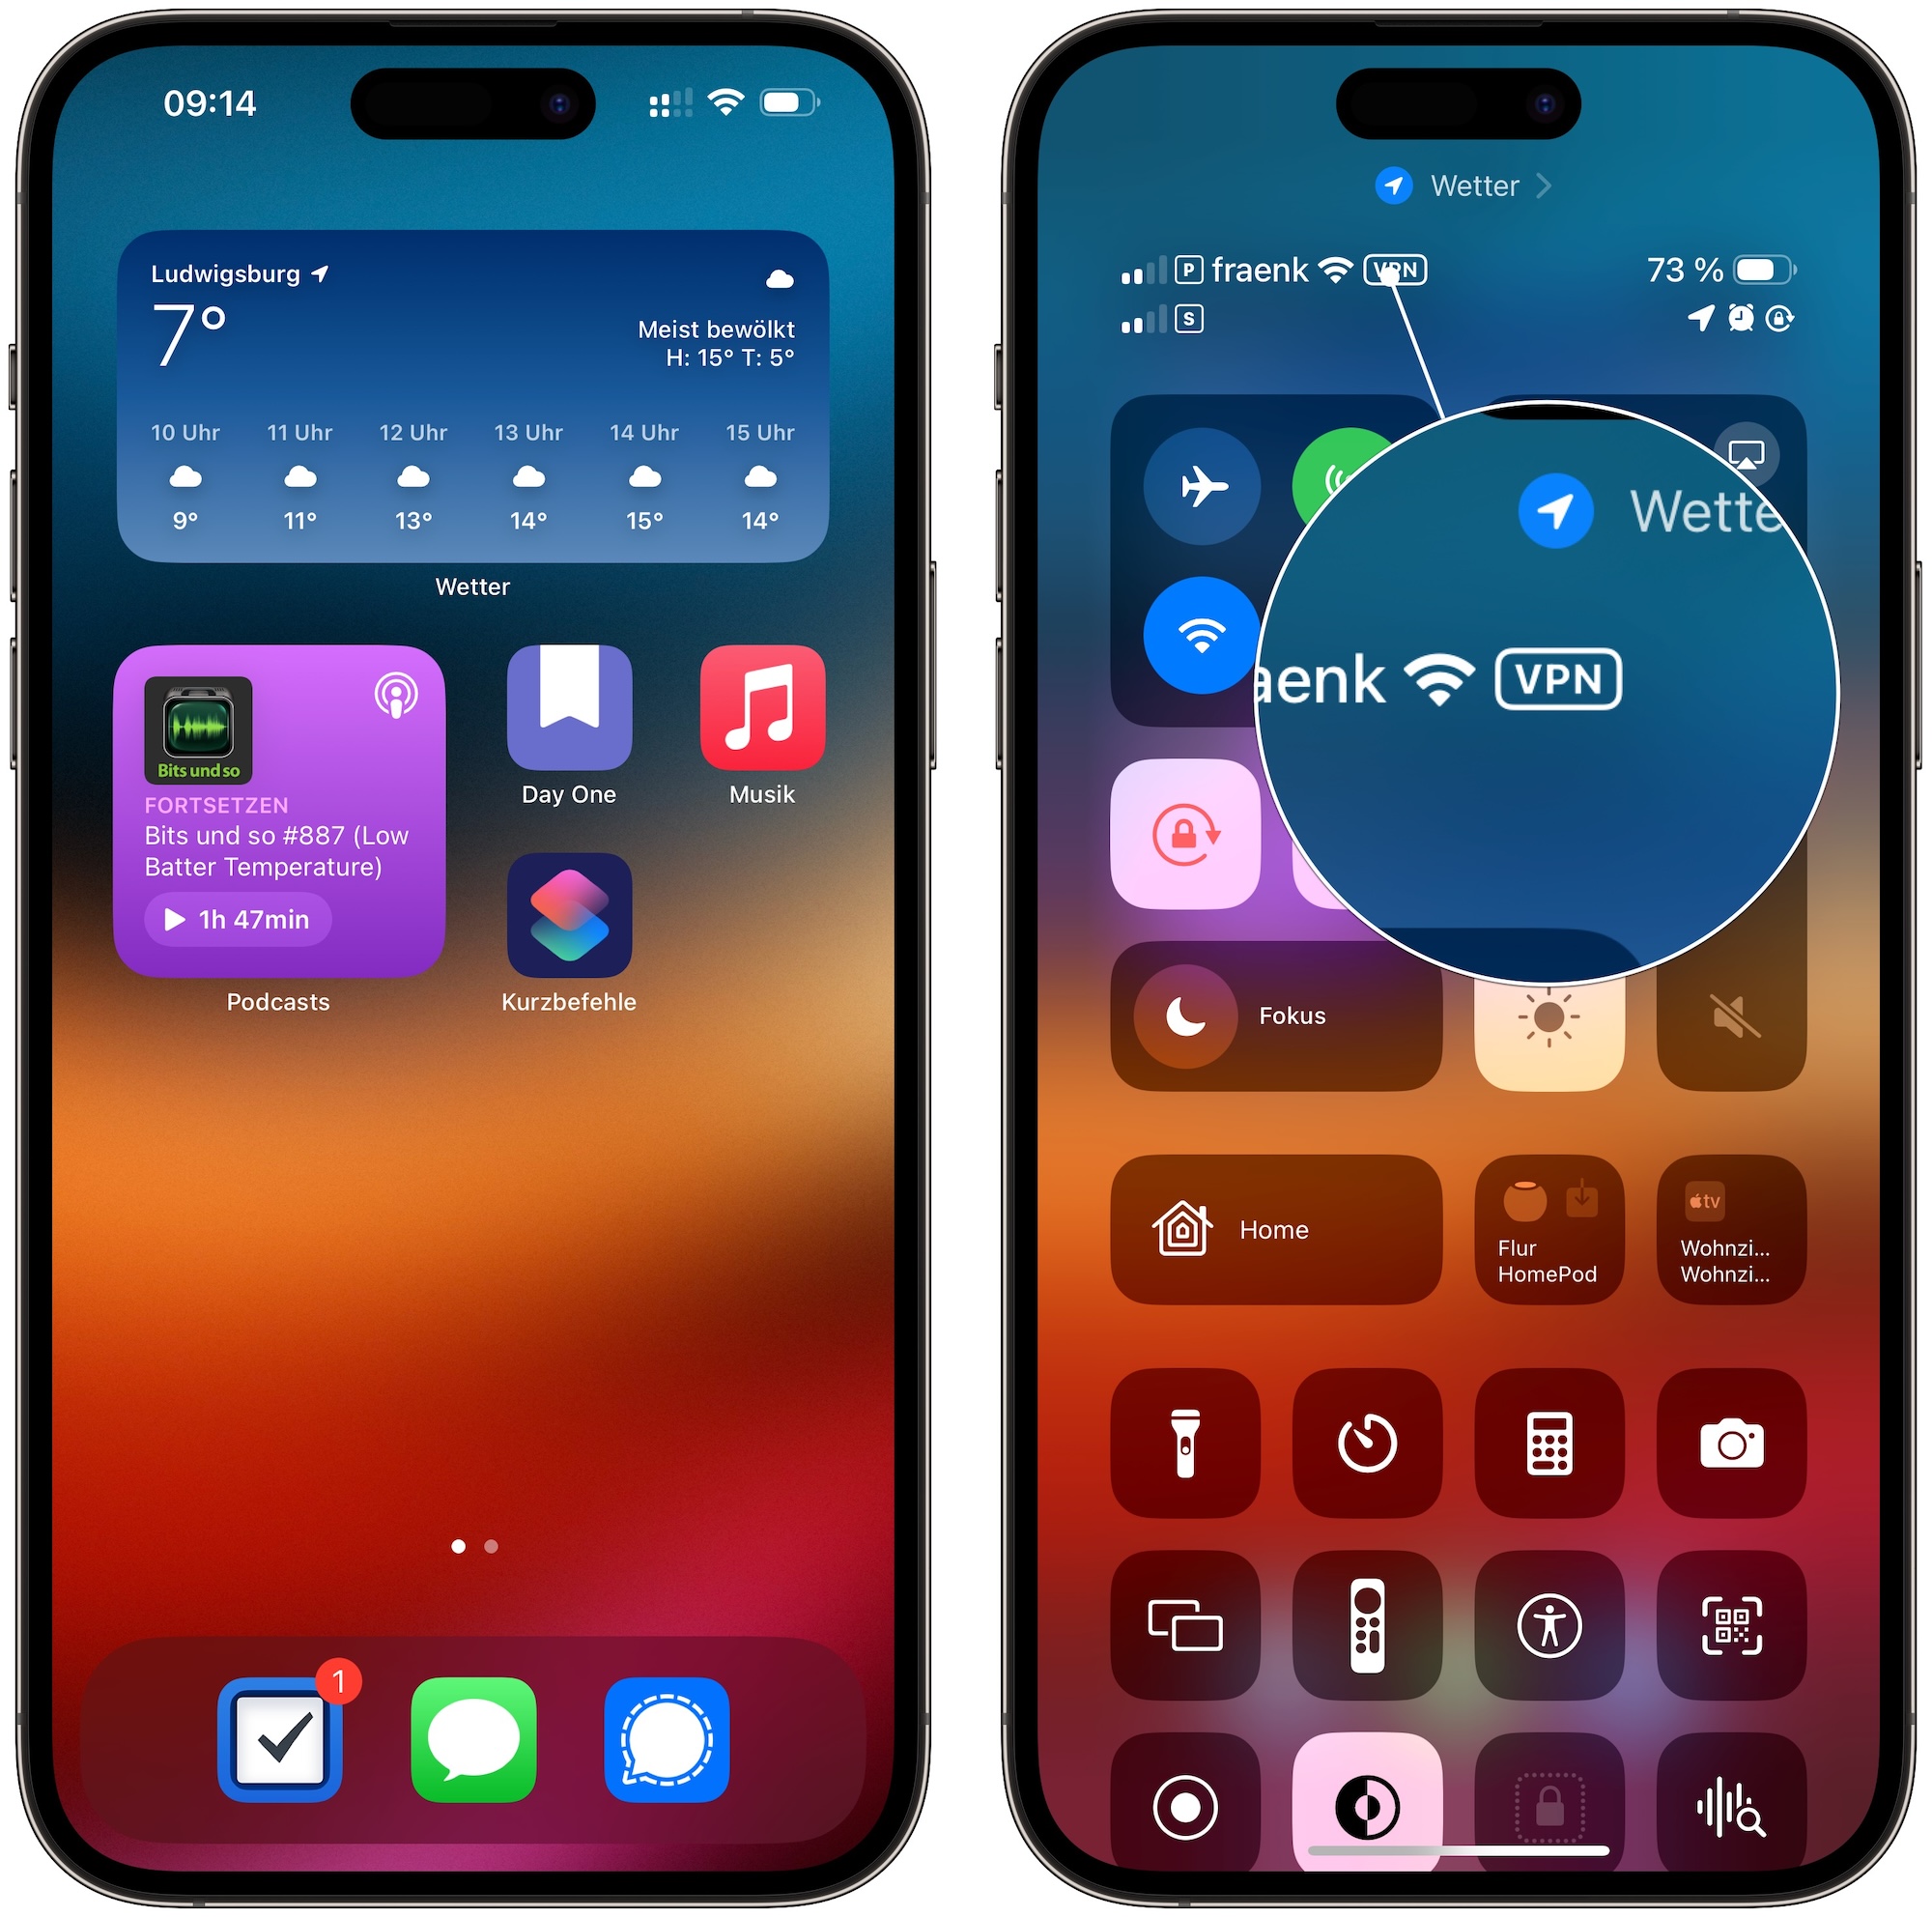 09:14
Ludwigsburg
7°
Meist bewölkt
H: 15° T: 5°
10 Uhr 11 Uhr 12 Uhr 13 Uhr 14 Uhr 15 Uhr
9° 11° 13° 14° 15° 14°
Wetter
Bits und so
FORTSETZEN
Bits und so #887 (Low
Batter Temperature)
1h 47min
Podcasts
Day One
Musik
Kurzbefehle
1
Wetter
P fraenk VPN
73 %
S
Wette
aenk VPN
Fokus
Home
Flur
HomePod
tv
Wohnzi...
Wohnzi...